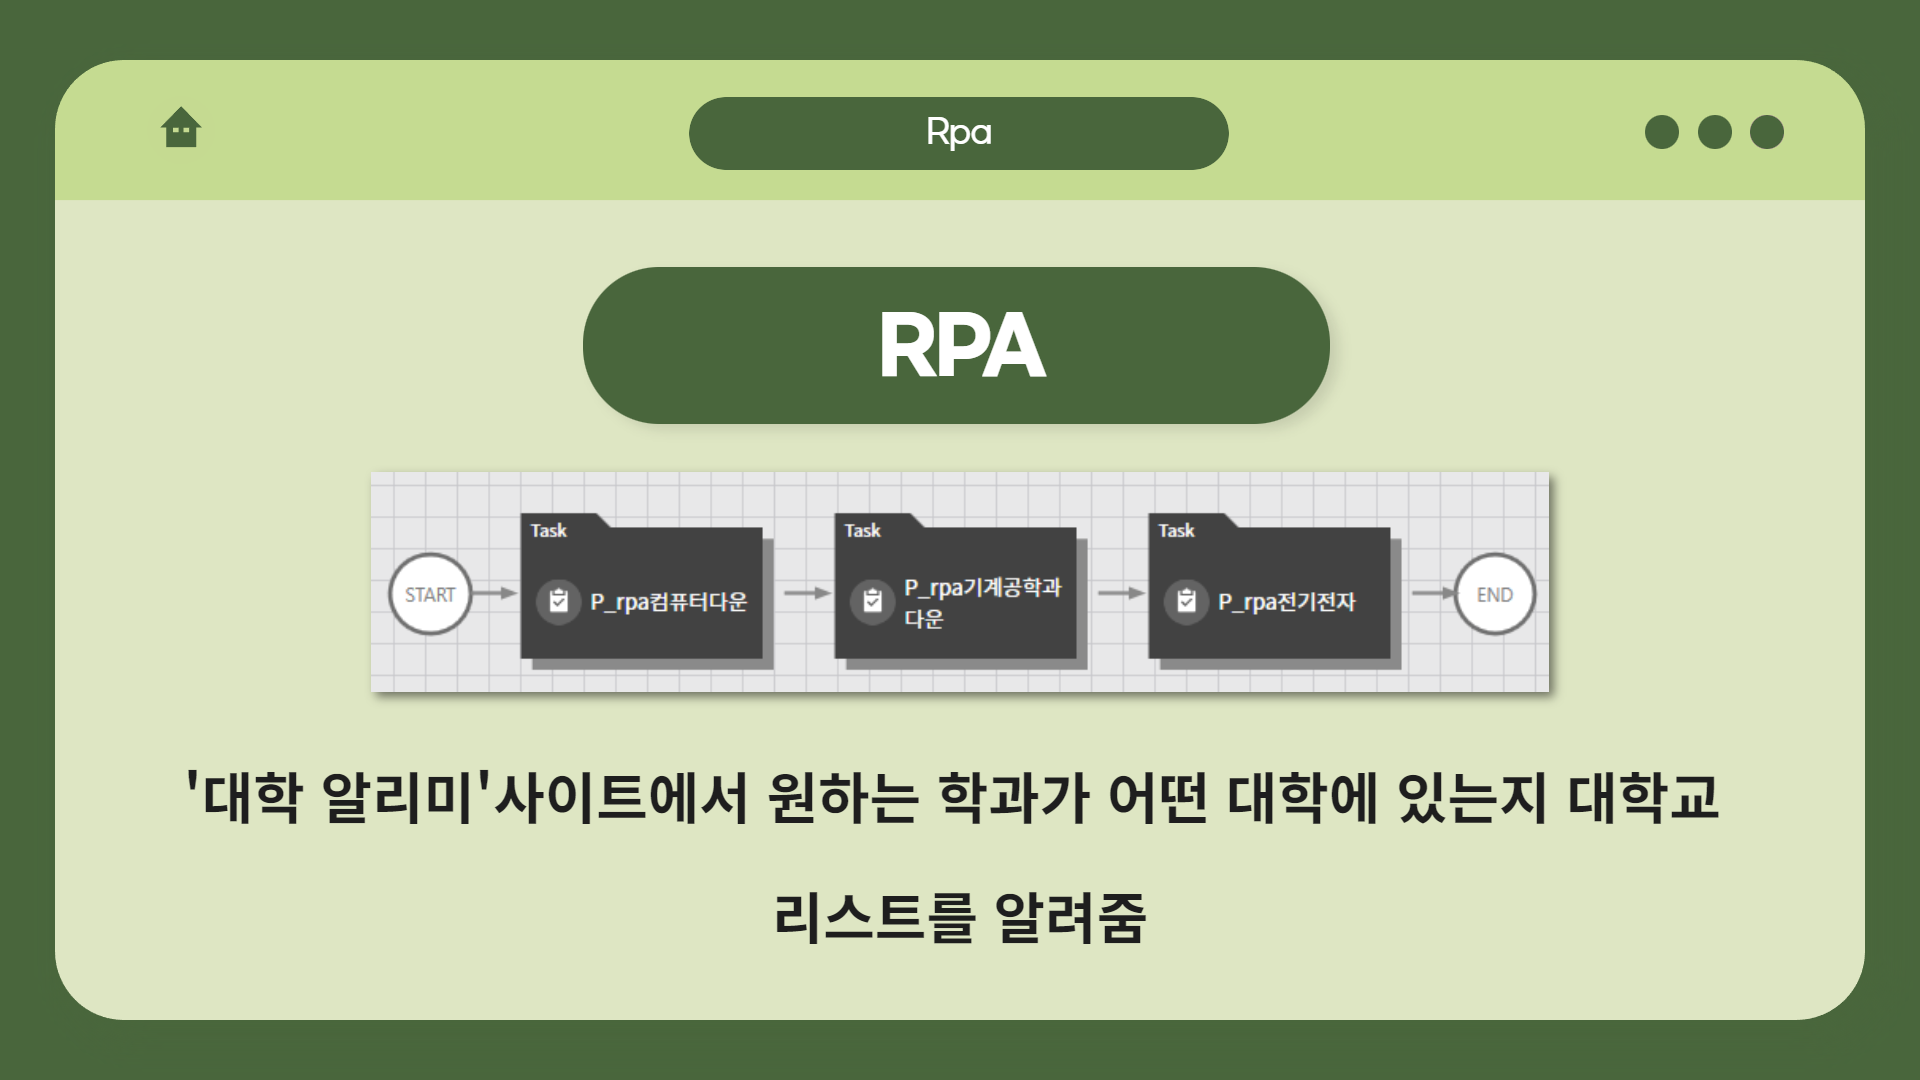 Rpa
RPA
START
Task
P_rpa컴퓨터다운
Task
P_rpa기계공학과
다운
Task
P_rpa전기전자
END
'대학 알리미'사이트에서 원하는 학과가 어떤 대학에 있는지 대학교
리스트를 알려줌